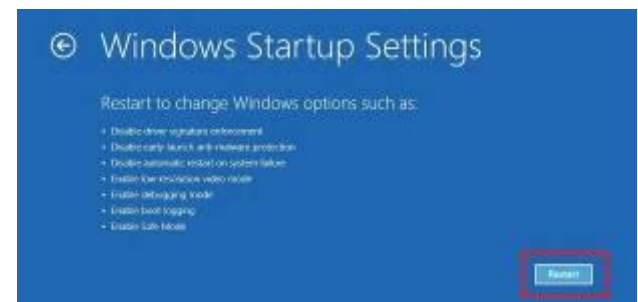 Windows Startup Settings
Restart to change Windows options such as:
• Disable driver signature enforcement
• Disable early-launch anti-malware protection
• Disable automatic restart on system failure
• Enable low-resolution video mode
• Enable debugging mode
• Enable boot logging
• Enable Safe Mode
Restart